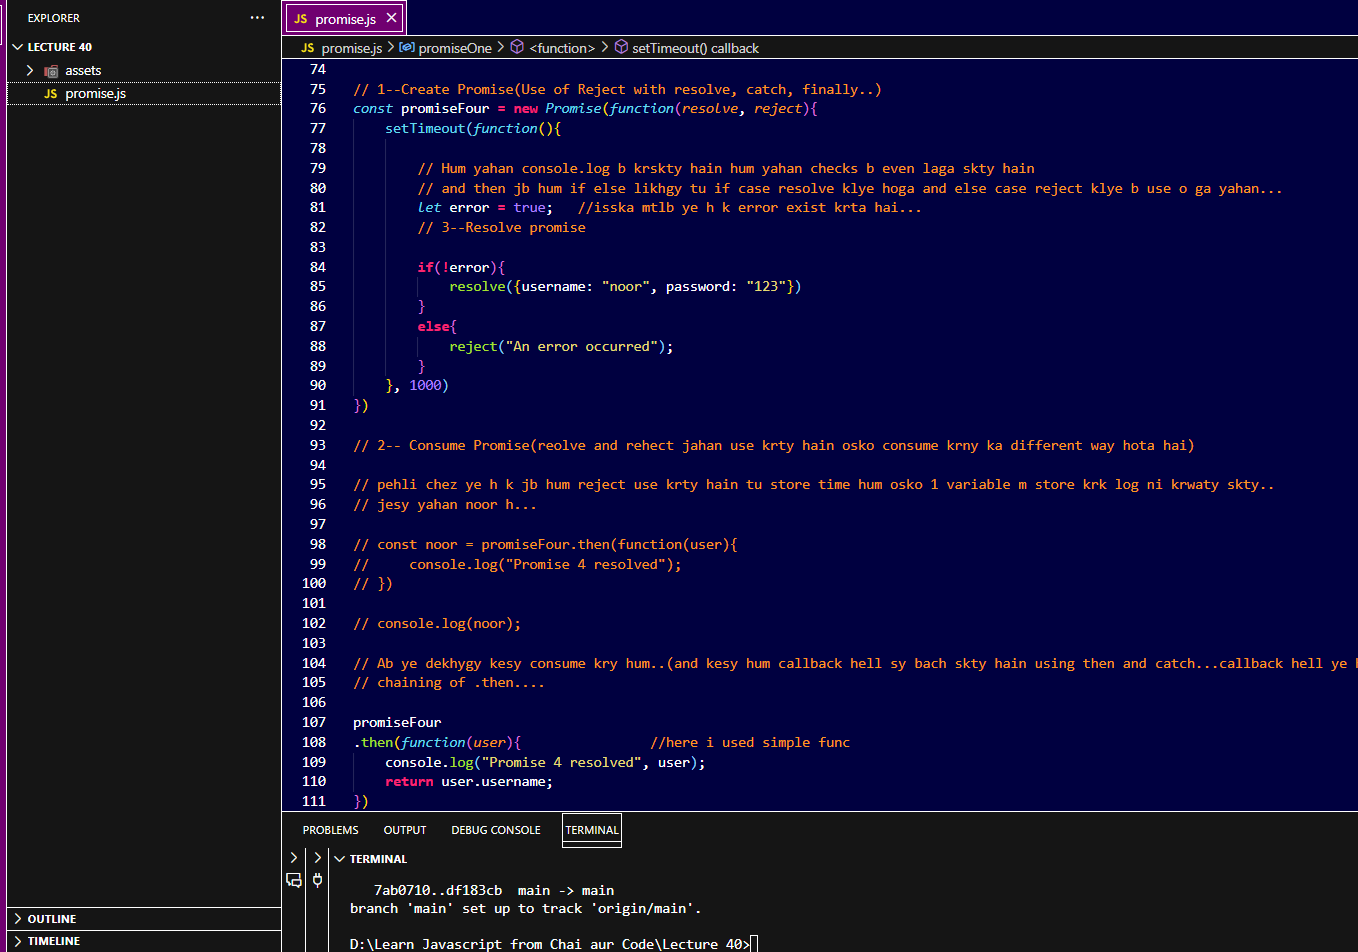 EXPLORER
LECTURE 40
assets
JS promise.js
OUTLINE
TIMELINE
JS promise.js
JS promise.js > promiseOne > <function> > setTimeout() callback
74
75 // 1--Create Promise(Use of Reject with resolve, catch, finally..)
76 const promiseFour = new Promise(function(resolve, reject){
77     setTimeout(function(){
78
79         // Hum yahan console.log b krskty hain hum yahan checks b even laga skty hain
80         // and then jb hum if else likhgy tu if case resolve klye hoga and else case reject klye b use o ga yahan...
81         let error = true;   //isska mtlb ye h k error exist krta hai...
82         // 3--Resolve promise
83
84         if(!error){
85             resolve({username: "noor", password: "123"})
86         }
87         else{
88             reject("An error occurred");
89         }
90     }, 1000)
91 })
92
93 // 2-- Consume Promise(reolve and rehect jahan use krty hain osko consume krny ka different way hota hai)
94
95 // pehli chez ye h k jb hum reject use krty hain tu store time hum osko 1 variable m store krk log ni krwaty skty..
96 // jesy yahan noor h...
97
98 // const noor = promiseFour.then(function(user){
99 //     console.log("Promise 4 resolved");
100 // })
101
102 // console.log(noor);
103
104 // Ab ye dekhygy kesy consume kry hum..(and kesy hum callback hell sy bach skty hain using then and catch...callback hell ye
105 // chaining of .then....
106
107 promiseFour
108 .then(function(user){                //here i used simple func
109     console.log("Promise 4 resolved", user);
110     return user.username;
111 })
PROBLEMS OUTPUT DEBUG CONSOLE TERMINAL
TERMINAL
7ab0710..df183cb  main -> main
branch 'main' set up to track 'origin/main'.
D:\Learn Javascript from Chai aur Code\Lecture 40>